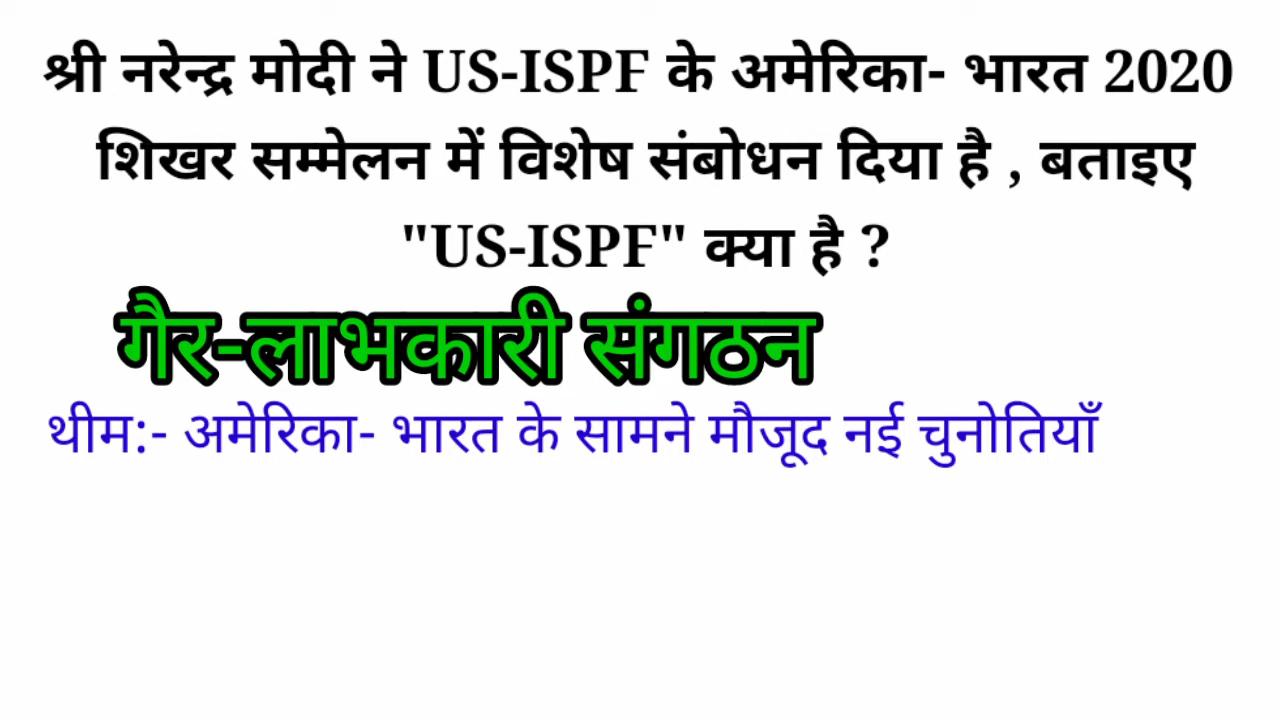 श्री नरेन्द्र मोदी ने US-ISPF के अमेरिका- भारत 2020
शिखर सम्मेलन में विशेष संबोधन दिया है , बताइए
"US-ISPF" क्या है ?
गैर-लाभकारी संगठन
थीम:- अमेरिका- भारत के सामने मौजूद नई चुनोतियाँ